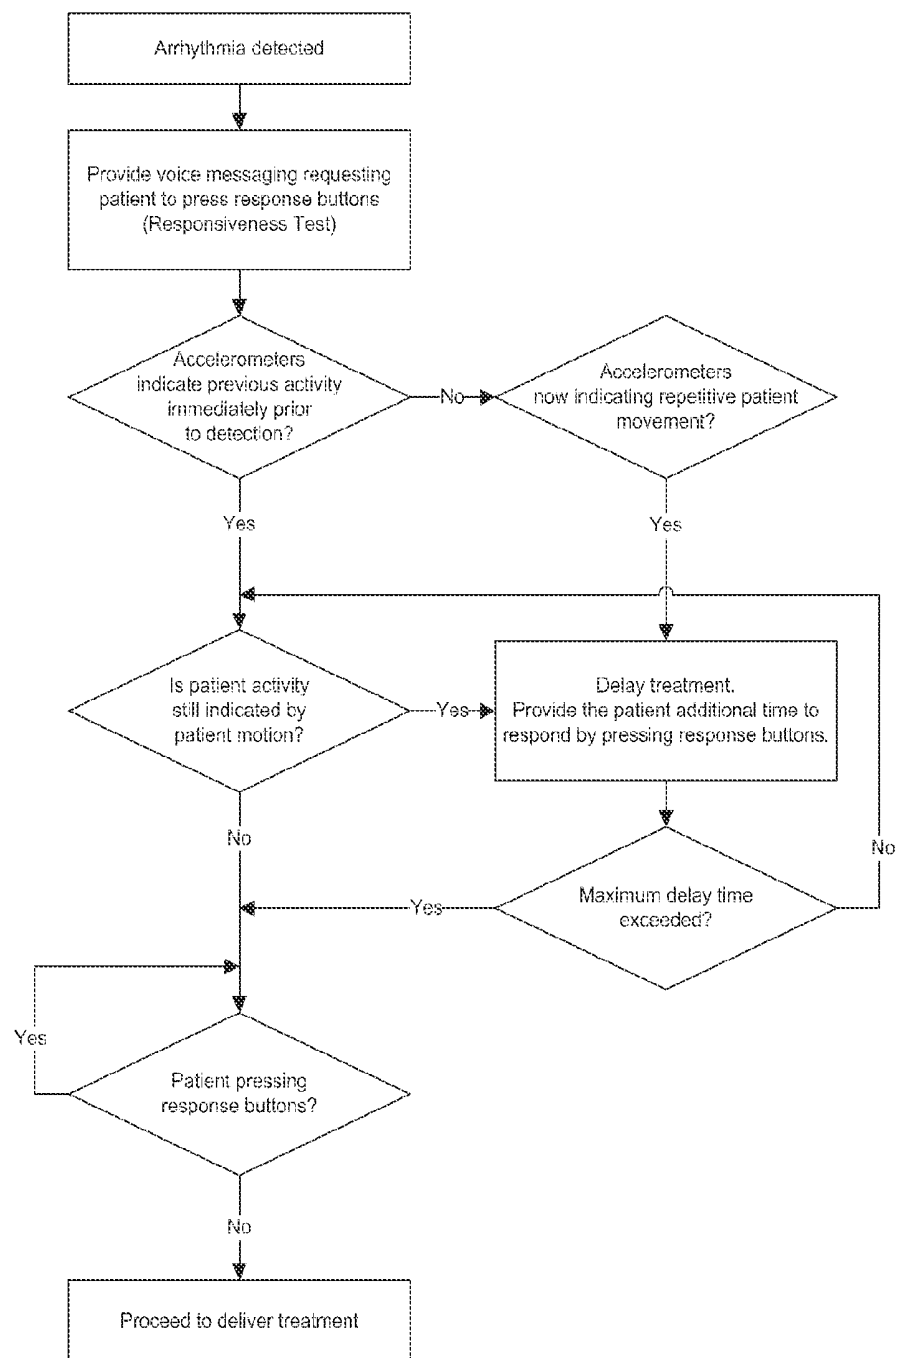 Arrhythmia detected
Provide voice messaging requesting
patient to press response buttons
(Responsiveness Test)
Accelerometers
indicate previous activity
immediately prior
to detection?
No
Accelerometers
now indicating repetitive patient
movement?
Yes
Yes
Is patient activity
still indicated by
patient motion?
Yes
Delay treatment.
Provide the patient additional time to
respond by pressing response buttons.
No
No
Maximum delay time
exceeded?
Yes
Yes
Patient pressing
response buttons?
No
Proceed to deliver treatment